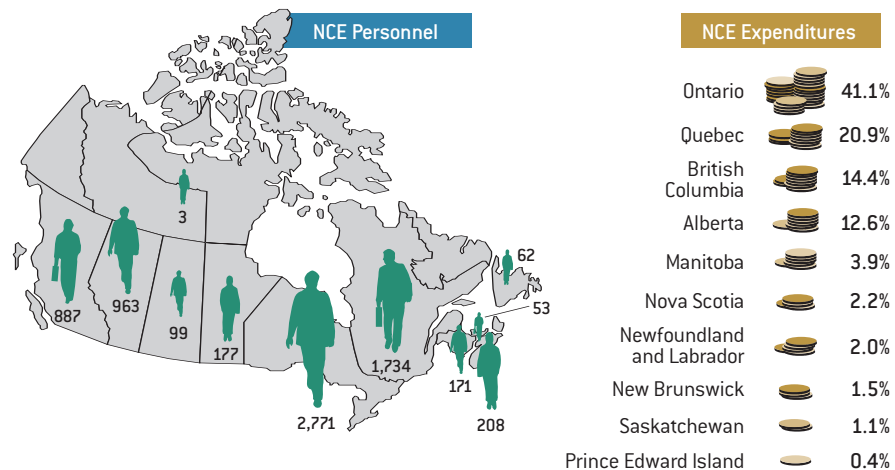 NCE Personnel
3
62
53
887
963
99
177
2,771
1,734
171
208
NCE Expenditures
Ontario 41.1%
Quebec 20.9%
British
Columbia 14.4%
Alberta 12.6%
Manitoba 3.9%
Nova Scotia 2.2%
Newfoundland
and Labrador 2.0%
New Brunswick 1.5%
Saskatchewan 1.1%
Prince Edward Island 0.4%